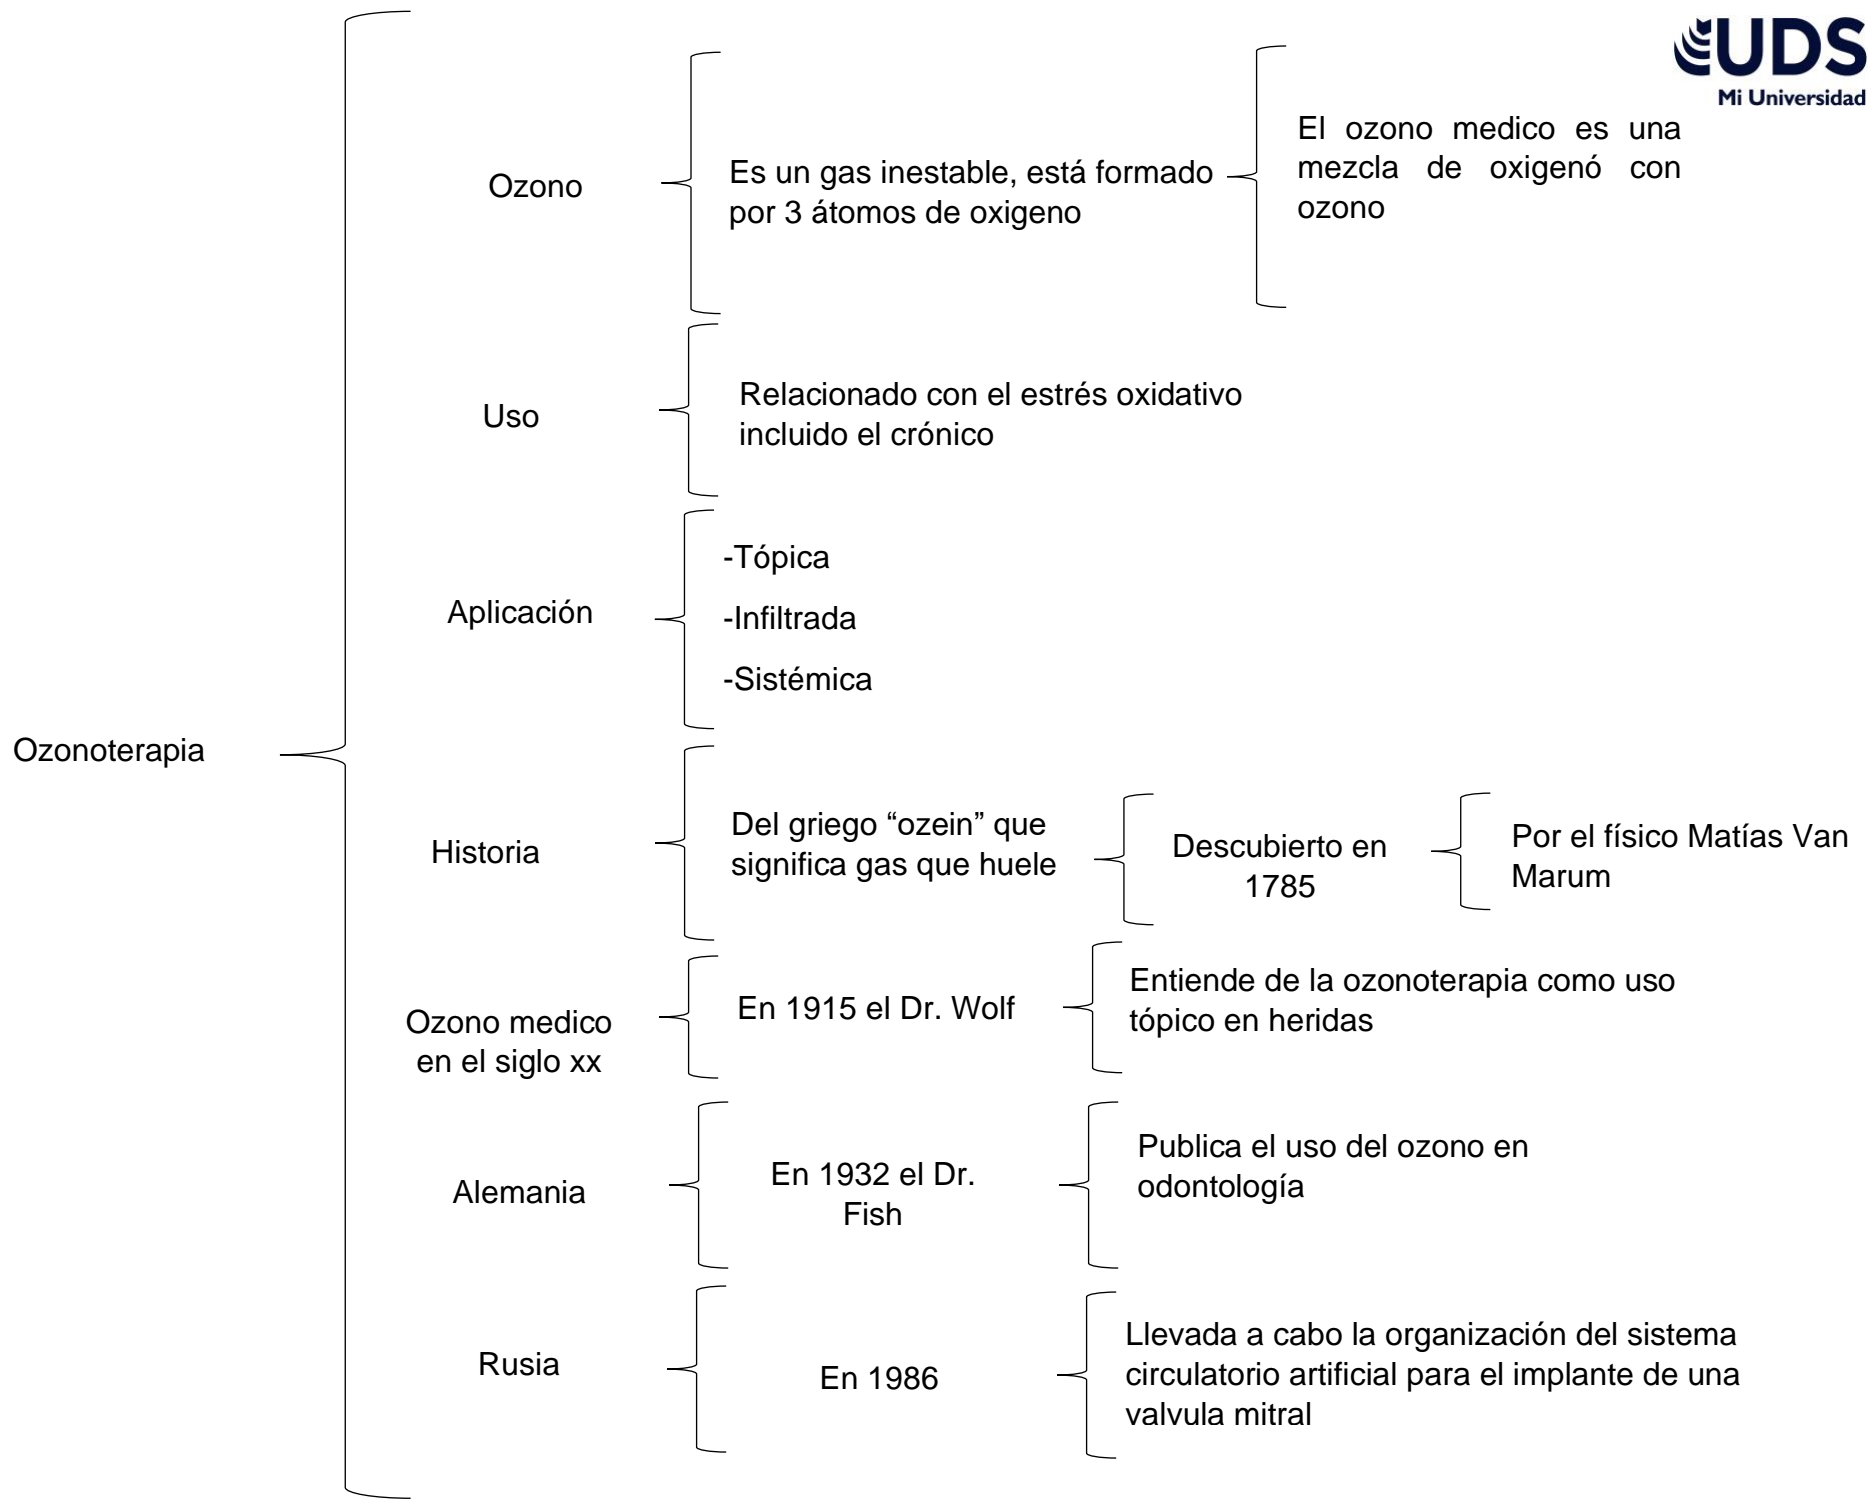 UDS
Mi Universidad
El ozono medico es una
mezcla de oxigenó con
ozono
Ozono
Es un gas inestable, está formado
por 3 átomos de oxigeno
Uso
Relacionado con el estrés oxidativo
incluido el crónico
Aplicación
-Tópica
-Infiltrada
-Sistémica
Ozonoterapia
Historia
Del griego “ozein” que
significa gas que huele
Descubierto en
1785
Por el físico Matías Van
Marum
Ozono medico
en el siglo xx
En 1915 el Dr. Wolf
Entiende de la ozonoterapia como uso
tópico en heridas
Alemania
En 1932 el Dr.
Fish
Publica el uso del ozono en
odontología
Rusia
En 1986
Llevada a cabo la organización del sistema
circulatorio artificial para el implante de una
valvula mitral